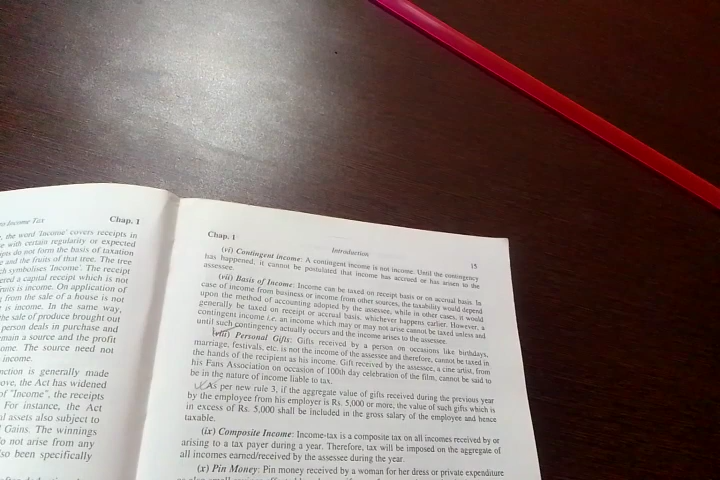 Income Tax
Chap. 1
, the word 'Income' covers receipts in
e with certain regularity or expected
ipts do not form the basis of taxation
e and the fruits of that tree. The tree
ch symbolises 'Income'. The receipt
ered a capital receipt which is not
fruits is income. On application of
g from the sale of a house is not
is income. In the same way,
the sale of produce brought out
person deals in purchase and
main a source and the profit
ome. The source need not
income.
nction is generally made
ove, the Act has widened
of "Income", the receipts
For instance, the Act
al assets also subject to
Gains. The winnings
do not arise from any
lso been specifically
Chap. 1
Introduction
15
(vi) Contingent income: A contingent income is not income. Until the contingency
has happened, it cannot be postulated that income has accrued or has arisen to the
assessee.
(vii) Basis of Income: Income can be taxed on receipt basis or on accrual basis. In
case of income from business or income from other sources, the taxability would depend
upon the method of accounting adopted by the assessee, while in other cases, it would
generally be taxed on receipt or accrual basis, whichever happens earlier. However, a
contingent income i.e. an income which may or may not arise cannot be taxed unless and
until such contingency actually occurs and the income arises to the assessee.
(viii) Personal Gifts: Gifts received by a person on occasions like birthdays,
marriage, festivals, etc. is not the income of the assessee and therefore, cannot be taxed in
the hands of the recipient as his income. Gift received by the assessee, a cine artist, from
his Fans Association on occasion of 100th day celebration of the film, cannot be said to
be in the nature of income liable to tax.
As per new rule 3, if the aggregate value of gifts received during the previous year
by the employee from his employer is Rs. 5,000 or more, the value of such gifts which is
in excess of Rs. 5,000 shall be included in the gross salary of the employee and hence
taxable.
(ix) Composite Income: Income-tax is a composite tax on all incomes received by or
arising to a tax payer during a year. Therefore, tax will be imposed on the aggregate of
all incomes earned/received by the assessee during the year.
(x) Pin Money: Pin money received by a woman for her dress or private expenditure